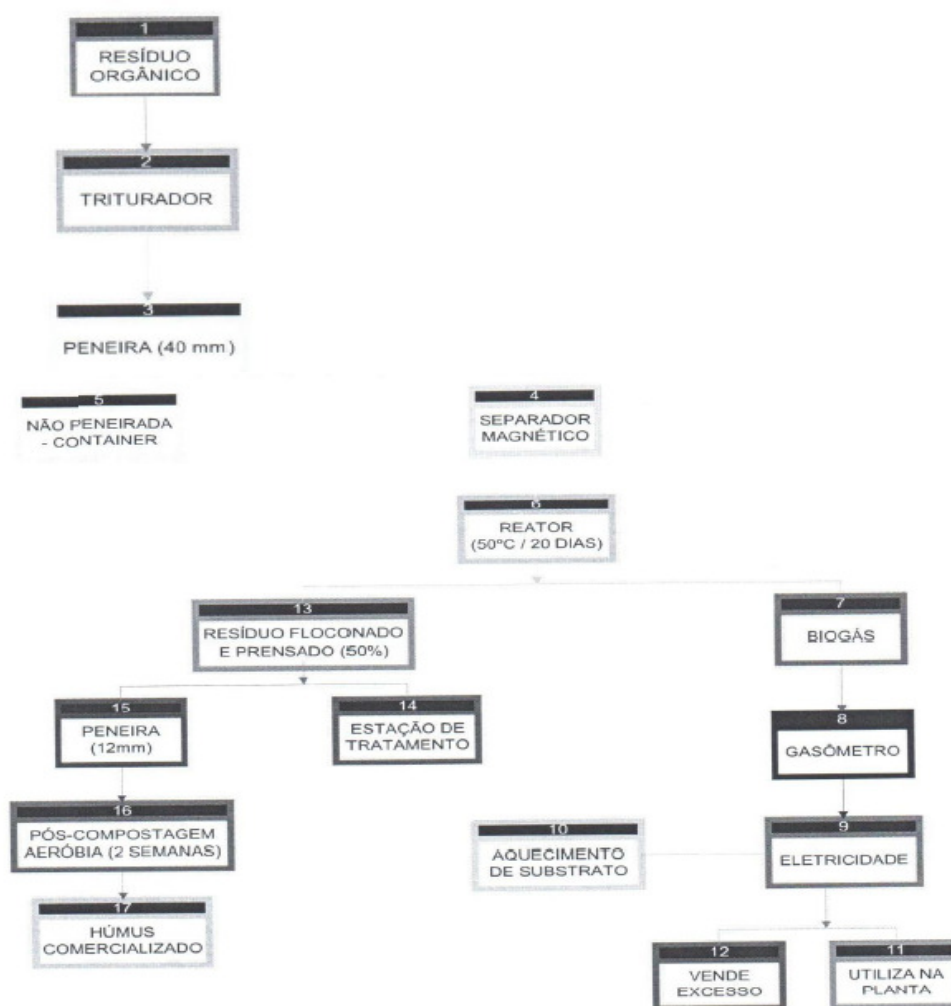 1
RESÍDUO
ORGÂNICO
2
TRITURADOR
3
PENEIRA (40 mm)
5
NÃO PENEIRADA
- CONTAINER
4
SEPARADOR
MAGNÉTICO
6
REATOR
(50ºC / 20 DIAS)
13
RESÍDUO FLOCONADO
E PRENSADO (50%)
7
BIOGÁS
15
PENEIRA
(12mm)
14
ESTAÇÃO DE
TRATAMENTO
8
GASÔMETRO
16
PÓS-COMPOSTAGEM
AERÓBIA (2 SEMANAS)
10
AQUECIMENTO
DE SUBSTRATO
9
ELETRICIDADE
17
HÚMUS
COMERCIALIZADO
12
VENDE
EXCESSO
11
UTILIZA NA
PLANTA